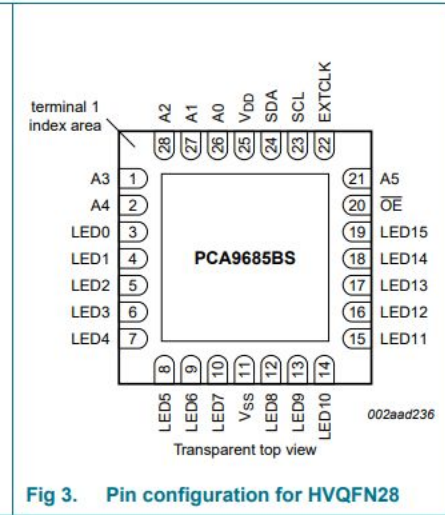 terminal 1
index area
A2
A1
A0
VDD
SDA
SCL
EXTCLK
28
27
26
25
24
23
22
A3 1
A4 2
LED0 3
LED1 4
LED2 5
LED3 6
LED4 7
PCA9685BS
21 A5
20 OE
19 LED15
18 LED14
17 LED13
16 LED12
15 LED11
8
9
10
11
12
13
14
LED5
LED6
LED7
VSS
LED8
LED9
LED10
002aad236
Transparent top view
Fig 3. Pin configuration for HVQFN28